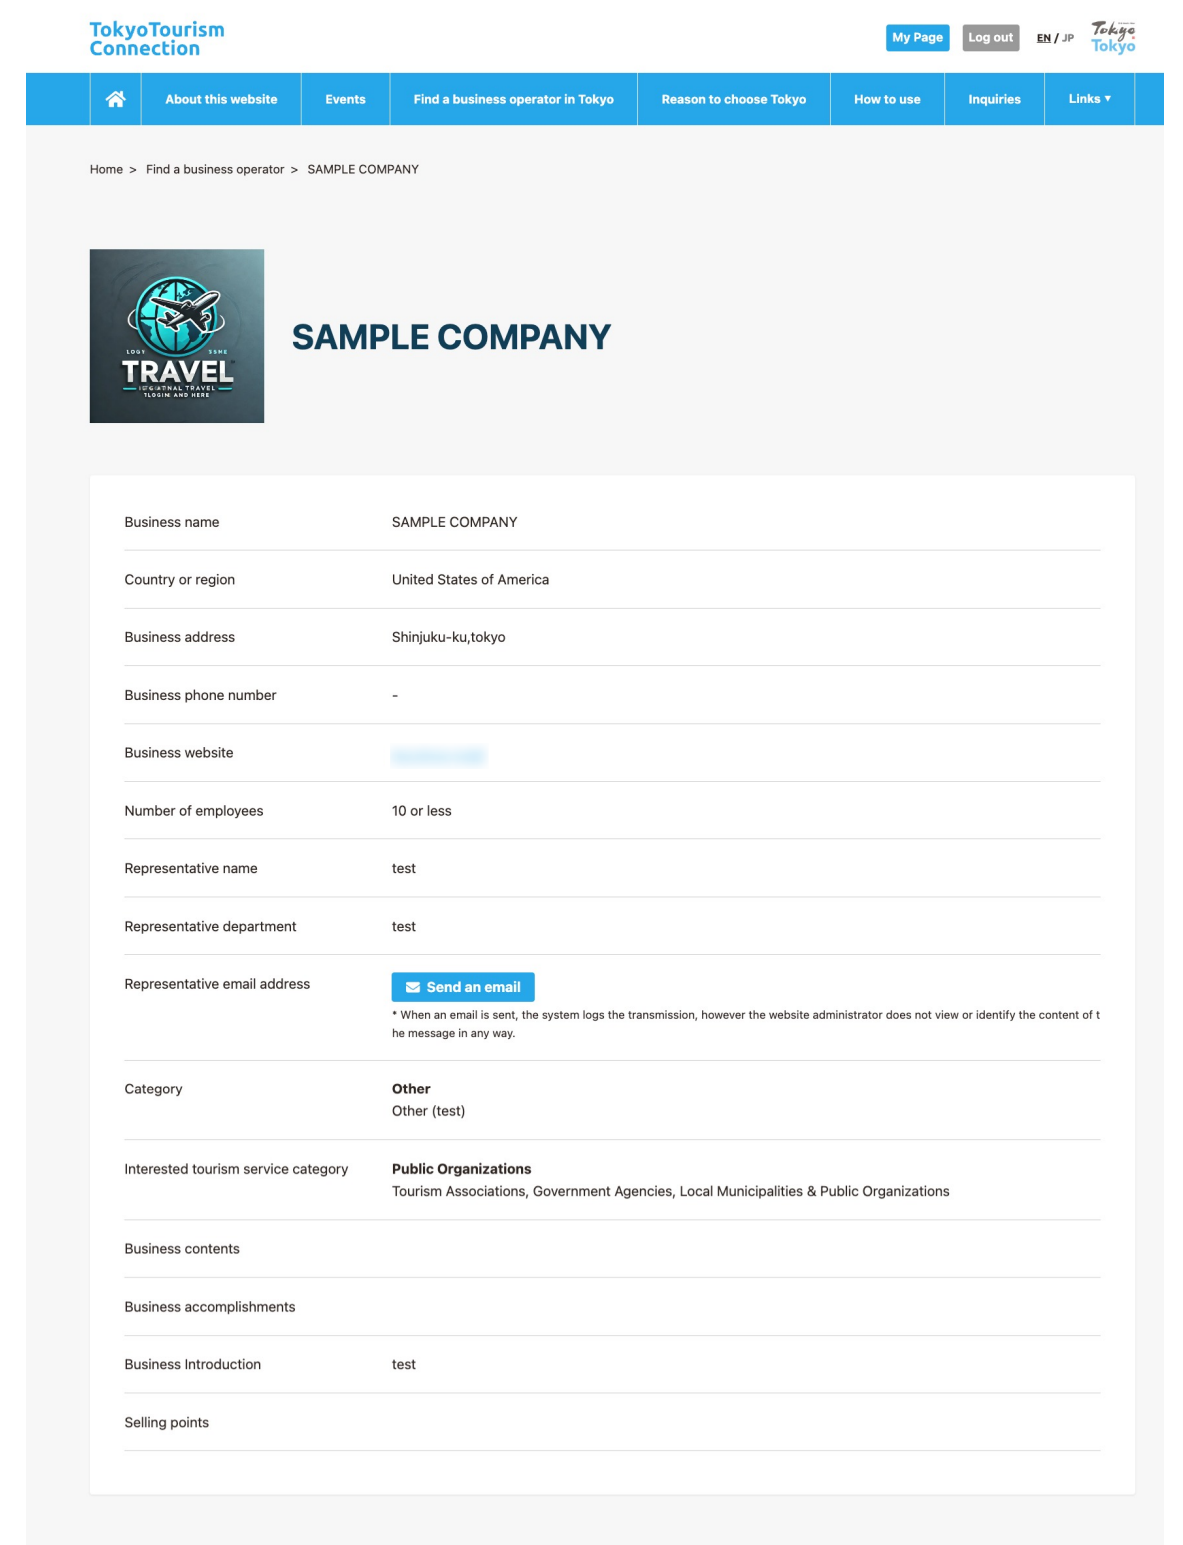 TokyoTourism
Connection
My Page
Log out
EN / JP
Tokyo
Tokyo
About this website
Events
Find a business operator in Tokyo
Reason to choose Tokyo
How to use
Inquiries
Links ▾
Home > Find a business operator > SAMPLE COMPANY
TRAVEL
TRAVEL
AND HERE
SAMPLE COMPANY
Business name SAMPLE COMPANY
Country or region United States of America
Business address Shinjuku-ku,tokyo
Business phone number -
Business website
Number of employees 10 or less
Representative name test
Representative department test
Representative email address Send an email
* When an email is sent, the system logs the transmission, however the website administrator does not view or identify the content of t
he message in any way.
Category Other
Other (test)
Interested tourism service category Public Organizations
Tourism Associations, Government Agencies, Local Municipalities & Public Organizations
Business contents
Business accomplishments
Business Introduction test
Selling points